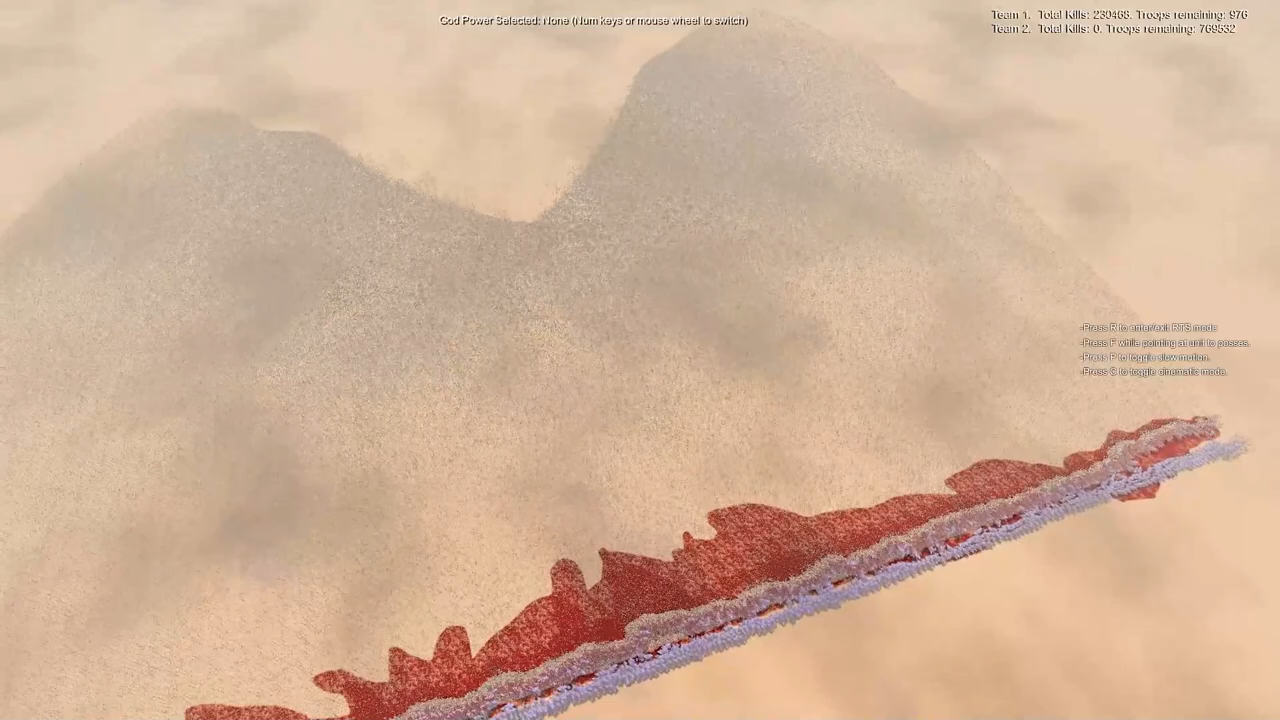 God Power Selected: None (Num keys or mouse wheel to switch)
Team 1. Total Kills: 230468. Troops remaining: 976
Team 2. Total Kills: 0. Troops remaining: 769532
-Press R to enter/exit RTS mode
-Press F while pointing at unit to posses.
-Press P to toggle slow motion.
-Press C to toggle cinematic mode.